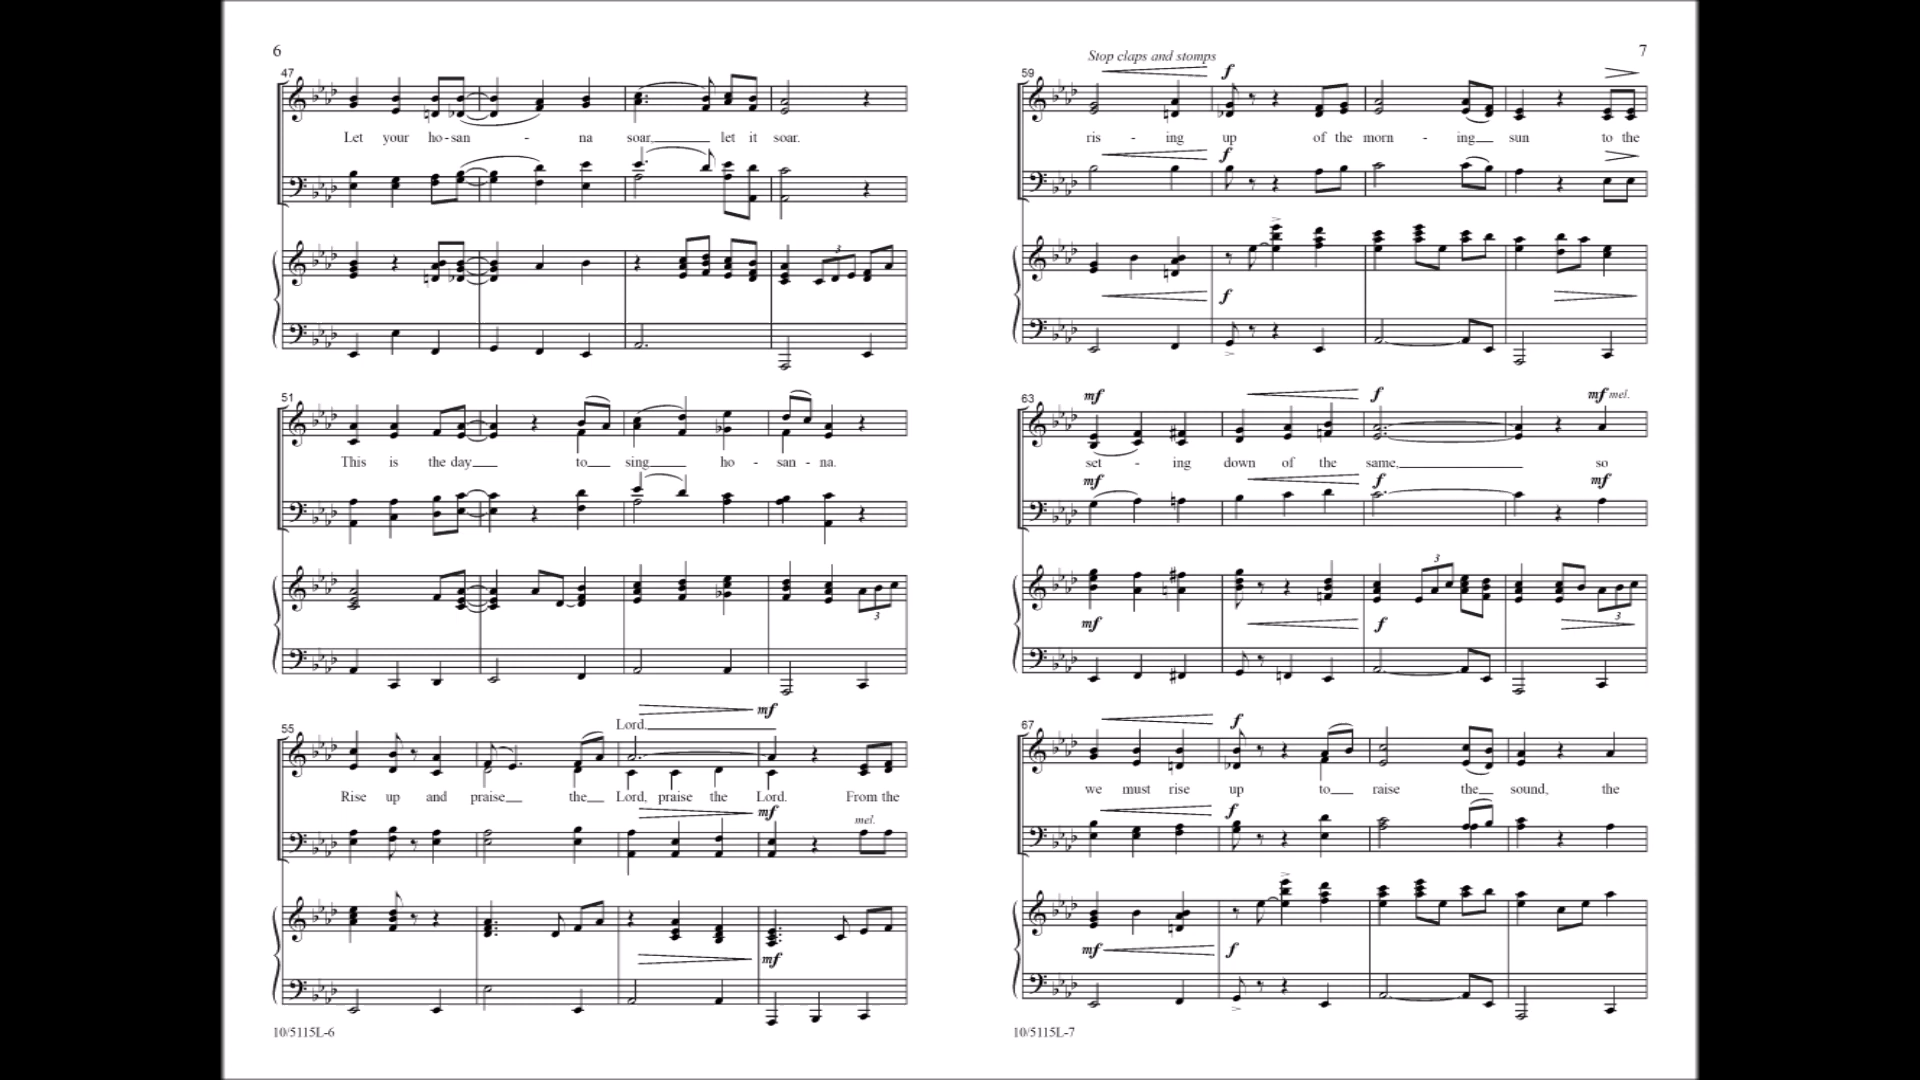 6
47
Let your ho - san - na soar, let it soar.
3
51
This is the day to sing ho - san - na.
3
Lord.
mf
55
Rise up and praise the Lord, praise the Lord. From the
mf
mel.
mf
10/5115L-6
7
Stop claps and stomps
59
f
ris - ing up of the morn - ing sun to the
f
f
63
mf f mf mel.
set - ing down of the same, so
mf f mf
3
3
mf f
67
f
we must rise up to raise the sound, the
f
mf f
10/5115L-7